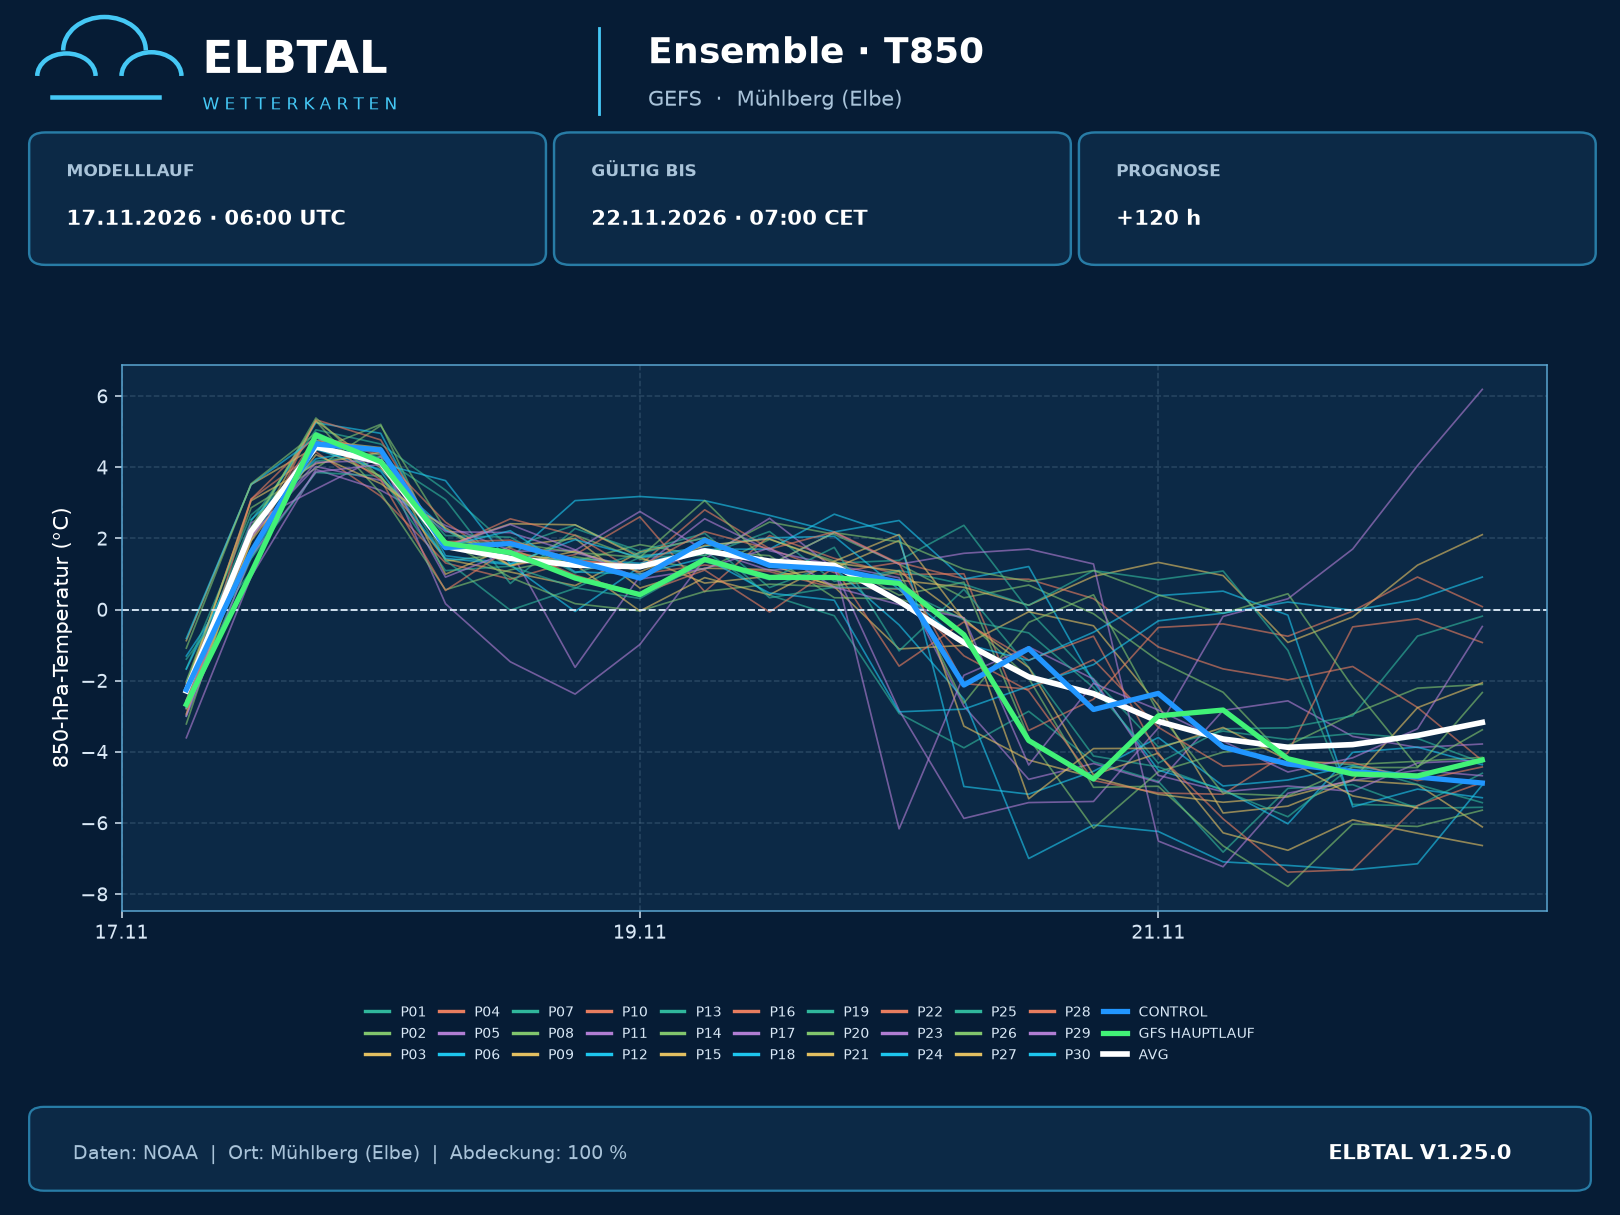 ELBTAL
WETTERKARTEN
Ensemble · T850
GEFS · Mühlberg (Elbe)
MODELLLAUF
17.11.2026 · 06:00 UTC
GÜLTIG BIS
22.11.2026 · 07:00 CET
PROGNOSE
+120 h
850-hPa-Temperatur (°C)
6
4
2
0
−2
−4
−6
−8
17.11
19.11
21.11
P01 P04 P07 P10 P13 P16 P19 P22 P25 P28 CONTROL
P02 P05 P08 P11 P14 P17 P20 P23 P26 P29 GFS HAUPTLAUF
P03 P06 P09 P12 P15 P18 P21 P24 P27 P30 AVG
Daten: NOAA | Ort: Mühlberg (Elbe) | Abdeckung: 100 %
ELBTAL V1.25.0